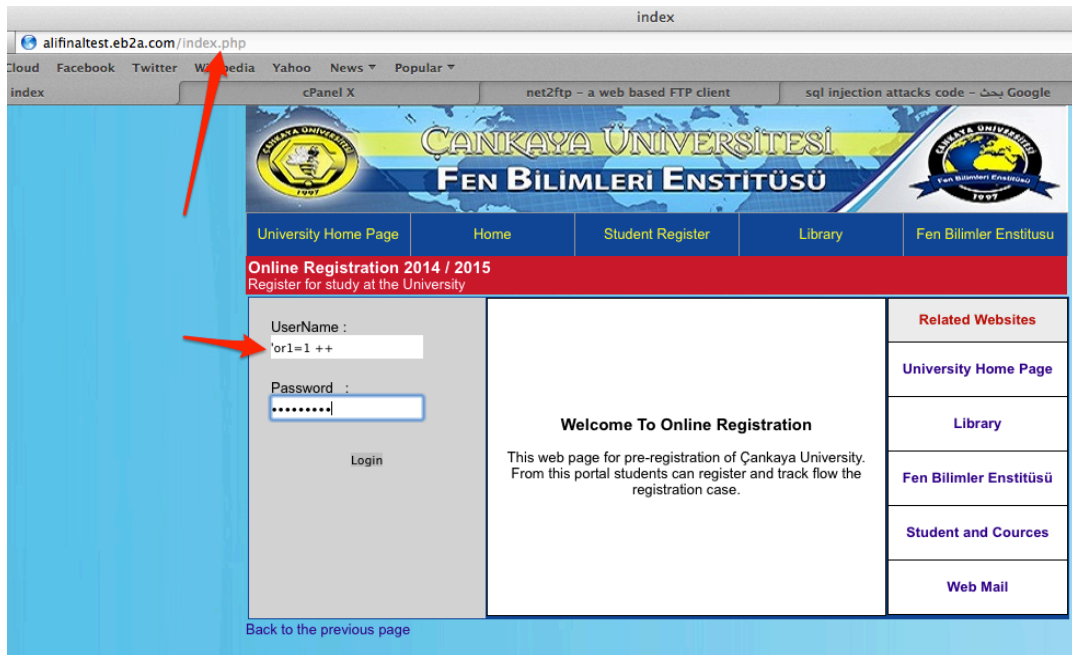 index
alifinaltest.eb2a.com/index.php
Cloud Facebook Twitter Wikipedia Yahoo News ▾ Popular ▾
index cPanel X net2ftp – a web based FTP client sql injection attacks code – بحث Google
ÇANKAYA ÜNİVERSİTESİ
FEN BİLİMLERİ ENSTİTÜSÜ
1997
Fen Bilimleri Enstitüsü
1997
University Home Page Home Student Register Library Fen Bilimler Enstitusu
Online Registration 2014 / 2015
Register for study at the University
UserName :
'or1=1 ++
Password :
Login
Welcome To Online Registration
This web page for pre-registration of Çankaya University.
From this portal students can register and track flow the
registration case.
Related Websites
University Home Page
Library
Fen Bilimler Enstitüsü
Student and Cources
Web Mail
Back to the previous page